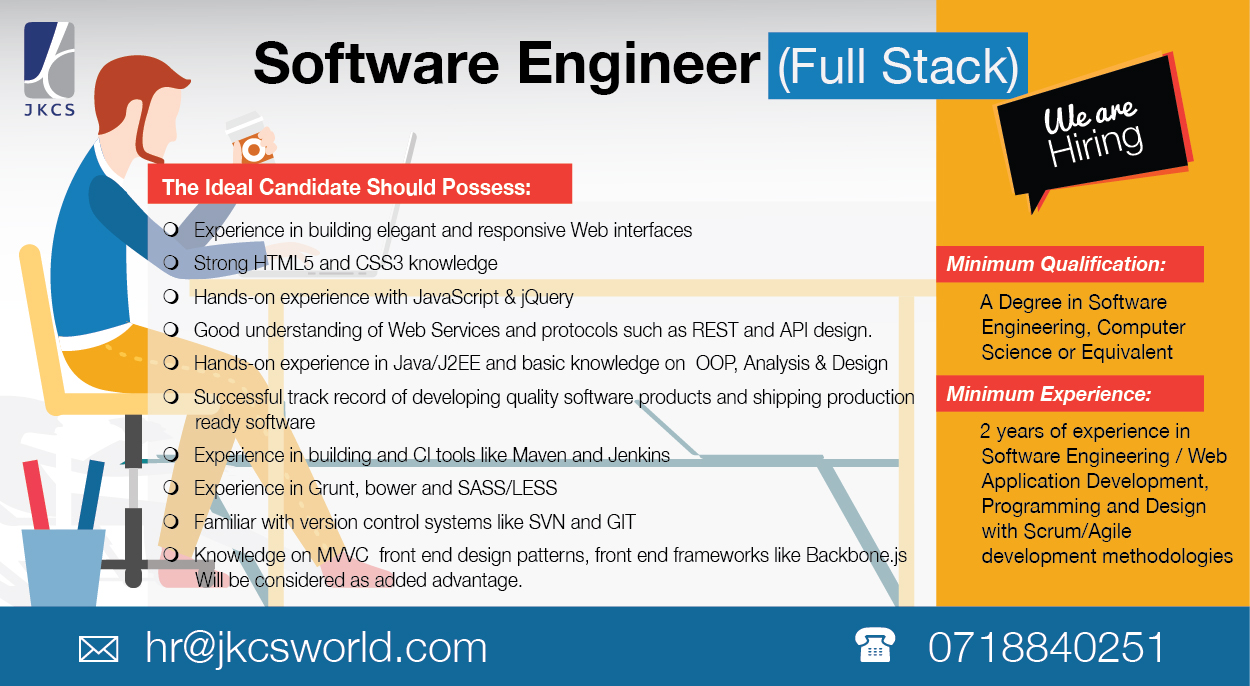 JKCS
Software Engineer (Full Stack)
We are
Hiring
The Ideal Candidate Should Possess:
Experience in building elegant and responsive Web interfaces
Strong HTML5 and CSS3 knowledge
Hands-on experience with JavaScript & jQuery
Good understanding of Web Services and protocols such as REST and API design.
Hands-on experience in Java/J2EE and basic knowledge on OOP, Analysis & Design
Successful track record of developing quality software products and shipping production
ready software
Experience in building and CI tools like Maven and Jenkins
Experience in Grunt, bower and SASS/LESS
Familiar with version control systems like SVN and GIT
Knowledge on MVVC front end design patterns, front end frameworks like Backbone.js
Will be considered as added advantage.
Minimum Qualification:
A Degree in Software
Engineering, Computer
Science or Equivalent
Minimum Experience:
2 years of experience in
Software Engineering / Web
Application Development,
Programming and Design
with Scrum/Agile
development methodologies
hr@jkcsworld.com
0718840251